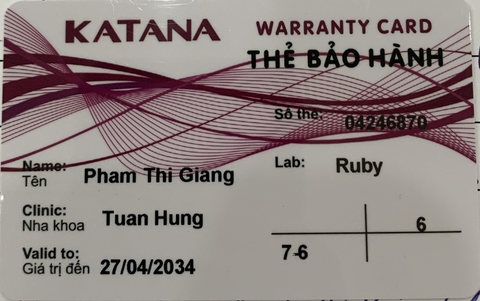 KATANA WARRANTY CARD
THẺ BẢO HÀNH
Số thẻ: 04246870
Name:
Tên Pham Thi Giang
Lab: Ruby
Clinic:
Nha khoa Tuan Hung
6
7-6
Valid to:
Giá trị đến 27/04/2034